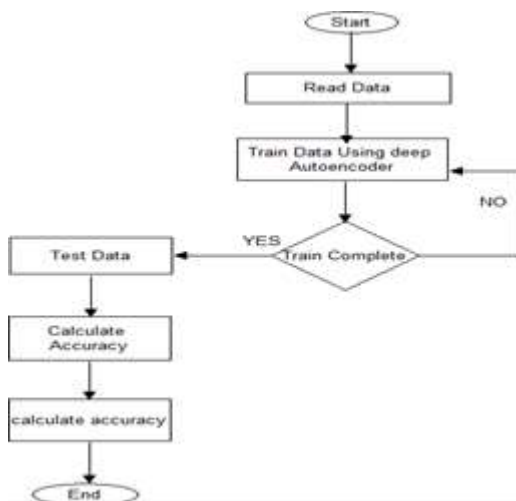 Start
Read Data
Train Data Using deep
Autoencoder
NO
YES
Train Complete
Test Data
Calculate
Accuracy
calculate accuracy
End